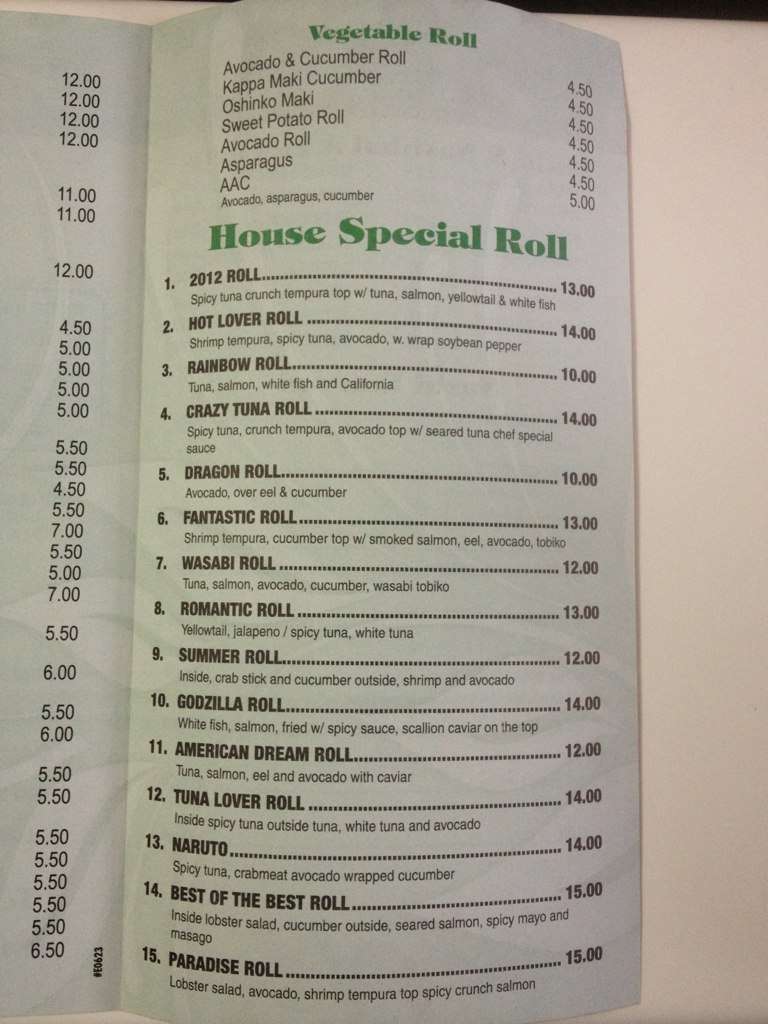 12.00
12.00
12.00
12.00
11.00
11.00
12.00
4.50
5.00
5.00
5.00
5.00
5.50
5.50
4.50
5.50
7.00
5.50
5.00
7.00
5.50
6.00
5.50
6.00
5.50
5.50
5.50
5.50
5.50
5.50
5.50
6.50
#E0623
Vegetable Roll
Avocado & Cucumber Roll 4.50
Kappa Maki Cucumber 4.50
Oshinko Maki 4.50
Sweet Potato Roll 4.50
Avocado Roll 4.50
Asparagus 4.50
AAC 5.00
Avocado, asparagus, cucumber
House Special Roll
1. 2012 ROLL 13.00
Spicy tuna crunch tempura top w/ tuna, salmon, yellowtail & white fish
2. HOT LOVER ROLL 14.00
Shrimp tempura, spicy tuna, avocado, w. wrap soybean pepper
3. RAINBOW ROLL 10.00
Tuna, salmon, white fish and California
4. CRAZY TUNA ROLL 14.00
Spicy tuna, crunch tempura, avocado top w/ seared tuna chef special
sauce
5. DRAGON ROLL 10.00
Avocado, over eel & cucumber
6. FANTASTIC ROLL 13.00
Shrimp tempura, cucumber top w/ smoked salmon, eel, avocado, tobiko
7. WASABI ROLL 12.00
Tuna, salmon, avocado, cucumber, wasabi tobiko
8. ROMANTIC ROLL 13.00
Yellowtail, jalapeno / spicy tuna, white tuna
9. SUMMER ROLL 12.00
Inside, crab stick and cucumber outside, shrimp and avocado
10. GODZILLA ROLL 14.00
White fish, salmon, fried w/ spicy sauce, scallion caviar on the top
11. AMERICAN DREAM ROLL 12.00
Tuna, salmon, eel and avocado with caviar
12. TUNA LOVER ROLL 14.00
Inside spicy tuna outside tuna, white tuna and avocado
13. NARUTO 14.00
Spicy tuna, crabmeat avocado wrapped cucumber
14. BEST OF THE BEST ROLL 15.00
Inside lobster salad, cucumber outside, seared salmon, spicy mayo and
masago
15. PARADISE ROLL 15.00
Lobster salad, avocado, shrimp tempura top spicy crunch salmon